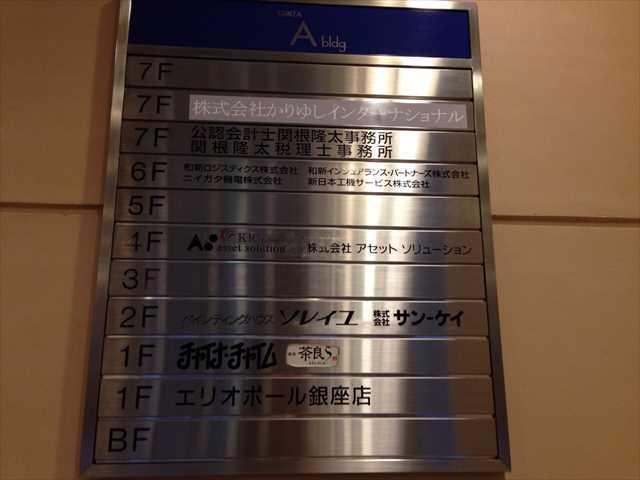 GINZA
A bldg
7F
7F 株式会社かりゆしインターナショナル
7F 公認会計士関根隆太事務所
関根隆太税理士事務所
6F 和新ロジスティクス株式会社 和新インシュアランス・パートナーズ株式会社
ニイガタ機電株式会社 新日本工機サービス株式会社
5F
4F asset solution 株式会社 アセット ソリューション
3F
2F ペインティングハウス ソレイユ 株式会社 サン-ケイ
1F チャイナ・チャイム 茶良S
1F エリオポール銀座店
BF